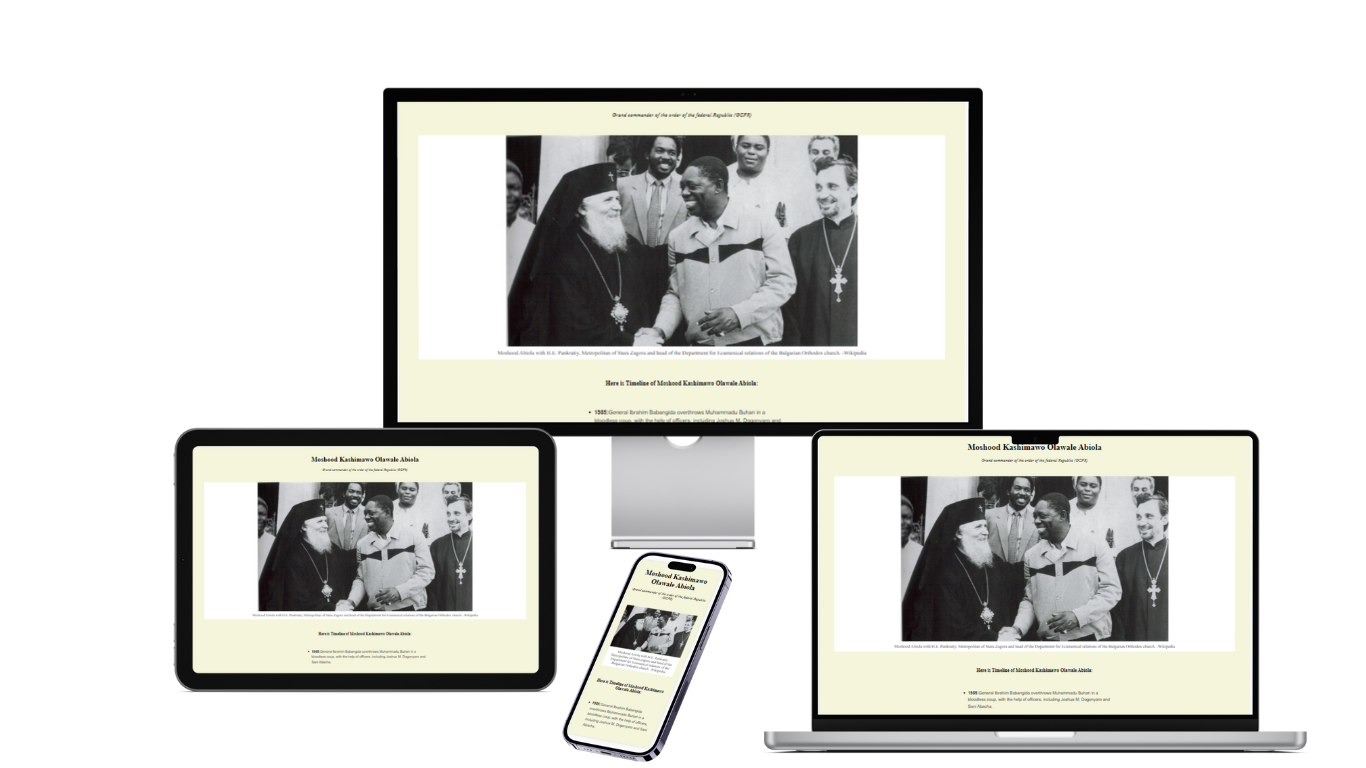 Grand commander of the order of the federal Republic (GCFR)
Moshood Abiola with H.E. Pankratiy, Metropolitan of Stara Zagora and head of the Department for Ecumenical relations of the Bulgarian Orthodox church. -Wikipedia
Here is Timeline of Moshood Kashimawo Olawale Abiola:
• 1985:General Ibrahim Babangida overthrows Muhammadu Buhari in a
bloodless coup, with the help of officers, including Joshua M. Dogonyaro and
Moshood Kashimawo Olawale Abiola
Grand commander of the order of the federal Republic (GCFR)
Moshood Abiola with H.E. Pankratiy, Metropolitan of Stara Zagora and head of the Department for Ecumenical relations of the Bulgarian Orthodox church. -Wikipedia
Here is Timeline of Moshood Kashimawo Olawale Abiola:
• 1985:General Ibrahim Babangida overthrows Muhammadu Buhari in a
bloodless coup, with the help of officers, including Joshua M. Dogonyaro and
Sani Abacha.
Moshood Kashimawo
Olawale Abiola
Grand commander of the order of the federal Republic
(GCFR)
Moshood Abiola with H.E. Pankratiy,
Metropolitan of Stara Zagora and head of the
Department for Ecumenical relations of the
Bulgarian Orthodox church. -Wikipedia
Here is Timeline of Moshood Kashimawo
Olawale Abiola:
• 1985:General Ibrahim Babangida
overthrows Muhammadu Buhari in a
bloodless coup, with the help of officers,
including Joshua M. Dogonyaro and Sani
Abacha.
Moshood Kashimawo Olawale Abiola
Grand commander of the order of the federal Republic (GCFR)
Moshood Abiola with H.E. Pankratiy, Metropolitan of Stara Zagora and head of the Department for Ecumenical relations of the Bulgarian Orthodox church. -Wikipedia
Here is Timeline of Moshood Kashimawo Olawale Abiola:
• 1985:General Ibrahim Babangida overthrows Muhammadu Buhari in a
bloodless coup, with the help of officers, including Joshua M. Dogonyaro and
Sani Abacha.